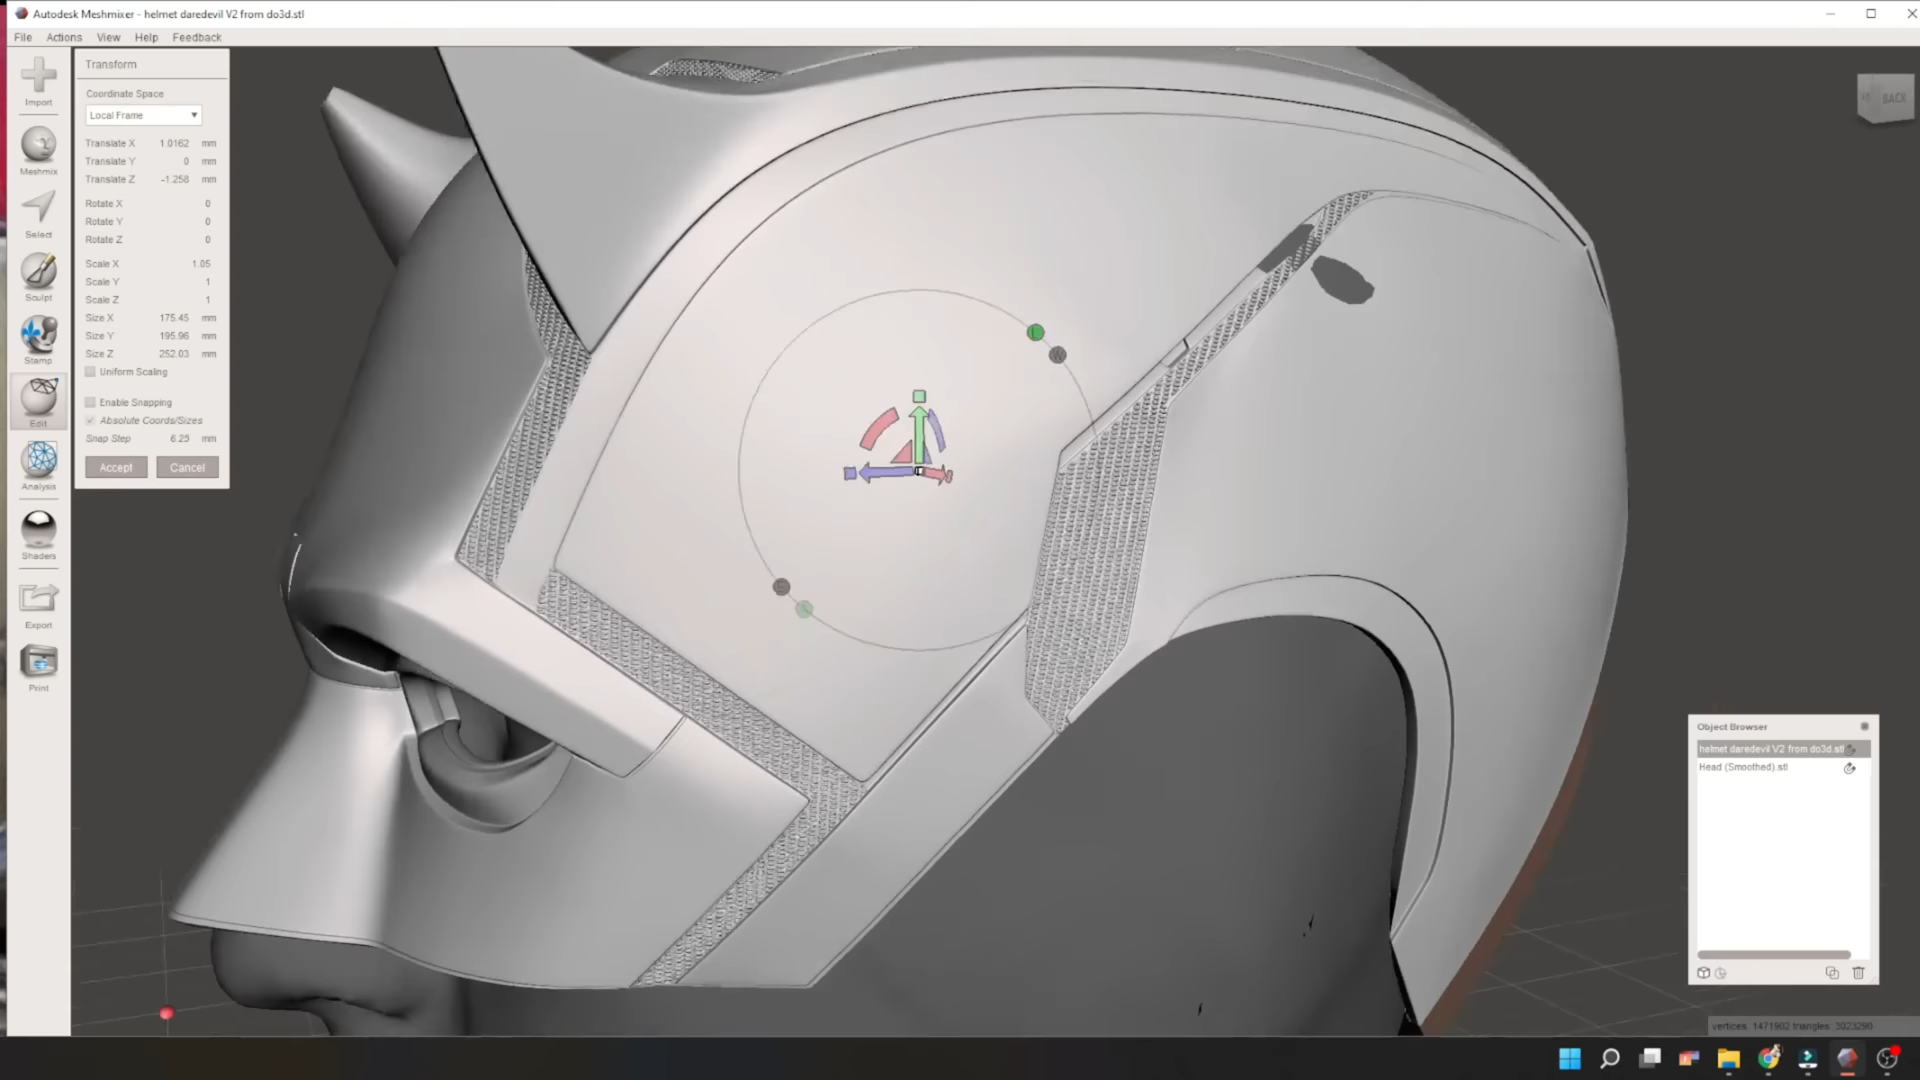 Autodesk Meshmixer - helmet daredevil V2 from do3d.stl
File Actions View Help Feedback
Import
Meshmix
Select
Sculpt
Stamp
Edit
Analysis
Shaders
Export
Print
Transform
Coordinate Space
Local Frame
Translate X 1.0162 mm
Translate Y 0 mm
Translate Z -1.258 mm
Rotate X 0
Rotate Y 0
Rotate Z 0
Scale X 1.05
Scale Y 1
Scale Z 1
Size X 175.45 mm
Size Y 195.96 mm
Size Z 252.03 mm
Uniform Scaling
Enable Snapping
Absolute Coords/Sizes
Snap Step 6.25 mm
Accept Cancel
BACK
L
W
Object Browser
helmet daredevil V2 from do3d.stl
Head (Smoothed).stl
vertices: 1471902 triangles: 3023290